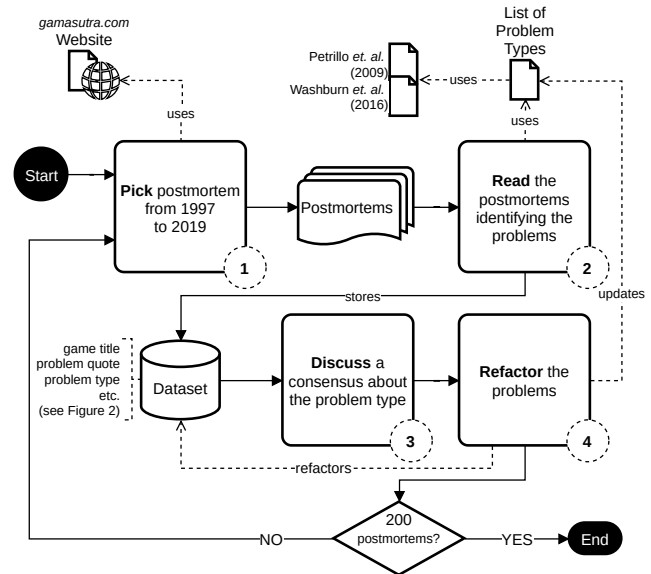 gamasutra.com
Website
List of
Problem
Types
Petrillo et. al.
(2009)
Washburn et. al.
(2016)
uses
uses
uses
Start
Pick postmortem
from 1997
to 2019
1
Postmortems
Read the
postmortems
identifying the
problems
2
updates
stores
game title
problem quote
problem type
etc.
(see Figure 2)
Dataset
Discuss a
consensus about
the problem type
3
Refactor the
problems
4
refactors
200
postmortems?
NO
YES
End